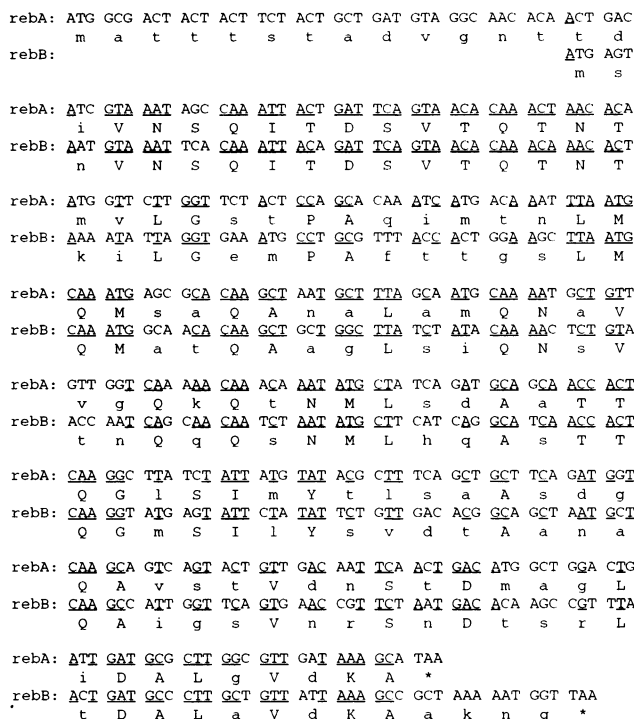 rebA: ATG GCG ACT ACT ACT TCT ACT GCT GAT GTA GGC AAC ACA ACT GAC
m a t t t s t a d v g n t t d
rebB: ATG AGT
m s
rebA: ATC GTA AAT AGC CAA ATT ACT GAT TCA GTA ACA CAA ACT AAC ACA
i V N S Q I T D S V T Q T N T
rebB: AAT GTA AAT TCA CAA ATT ACA GAT TCA GTA ACA CAA ACA AAC ACT
n V N S Q I T D S V T Q T N T
rebA: ATG GTT CTT GGT TCT ACT CCA GCA CAA ATC ATG ACA AAT TTA ATG
m v L G s t P A q i m t n L M
rebB: AAA ATA TTA GGT GAA ATG CCT GCG TTT ACC ACT GGA AGC TTA ATG
k i L G e m P A f t t g s L M
rebA: CAA ATG AGC GCA CAA GCT AAT GCT TTA GCA ATG CAA AAT GCT GTT
Q M s a Q A n a L a m Q N a V
rebB: CAA ATG GCA ACA CAA GCT GCT GGC TTA TCT ATA CAA AAC TCT GTA
Q M a t Q A a g L s i Q N s V
rebA: GTT GGT CAA AAA CAA ACA AAT ATG CTA TCA GAT GCA GCA ACC ACT
v g Q k Q t N M L s d A a T T
rebB: ACC AAT CAG CAA CAA TCT AAT ATG CTT CAT CAG GCA TCA ACC ACT
t n Q q Q s N M L h q A s T T
rebA: CAA GGC TTA TCT ATT ATG TAT ACG CTT TCA GCT GCT TCA GAT GGT
Q G l S I m Y t l s a A s d g
rebB: CAA GGT ATG AGT ATT CTA TAT TCT GTT GAC ACG GCA GCT AAT GCT
Q G m S I l Y s v d t A a n a
rebA: CAA GCA GTC AGT ACT GTT GAC AAT TCA ACT GAC ATG GCT GGA CTG
Q A v s t V d n S t D m a g L
rebB: CAA GCC ATT GGT TCA GTG AAC CGT TCT AAT GAC ACA AGC CGT TTA
Q A i g s V n r S n D t s r L
rebA: ATT GAT GCG CTT GGC GTT GAT AAA GCA TAA
i D A L g V d K A *
rebB: ACT GAT GCC CTT GCT GTT ATT AAA GCC GCT AAA AAT GGT TAA
t D A L a V d K A a k n g *